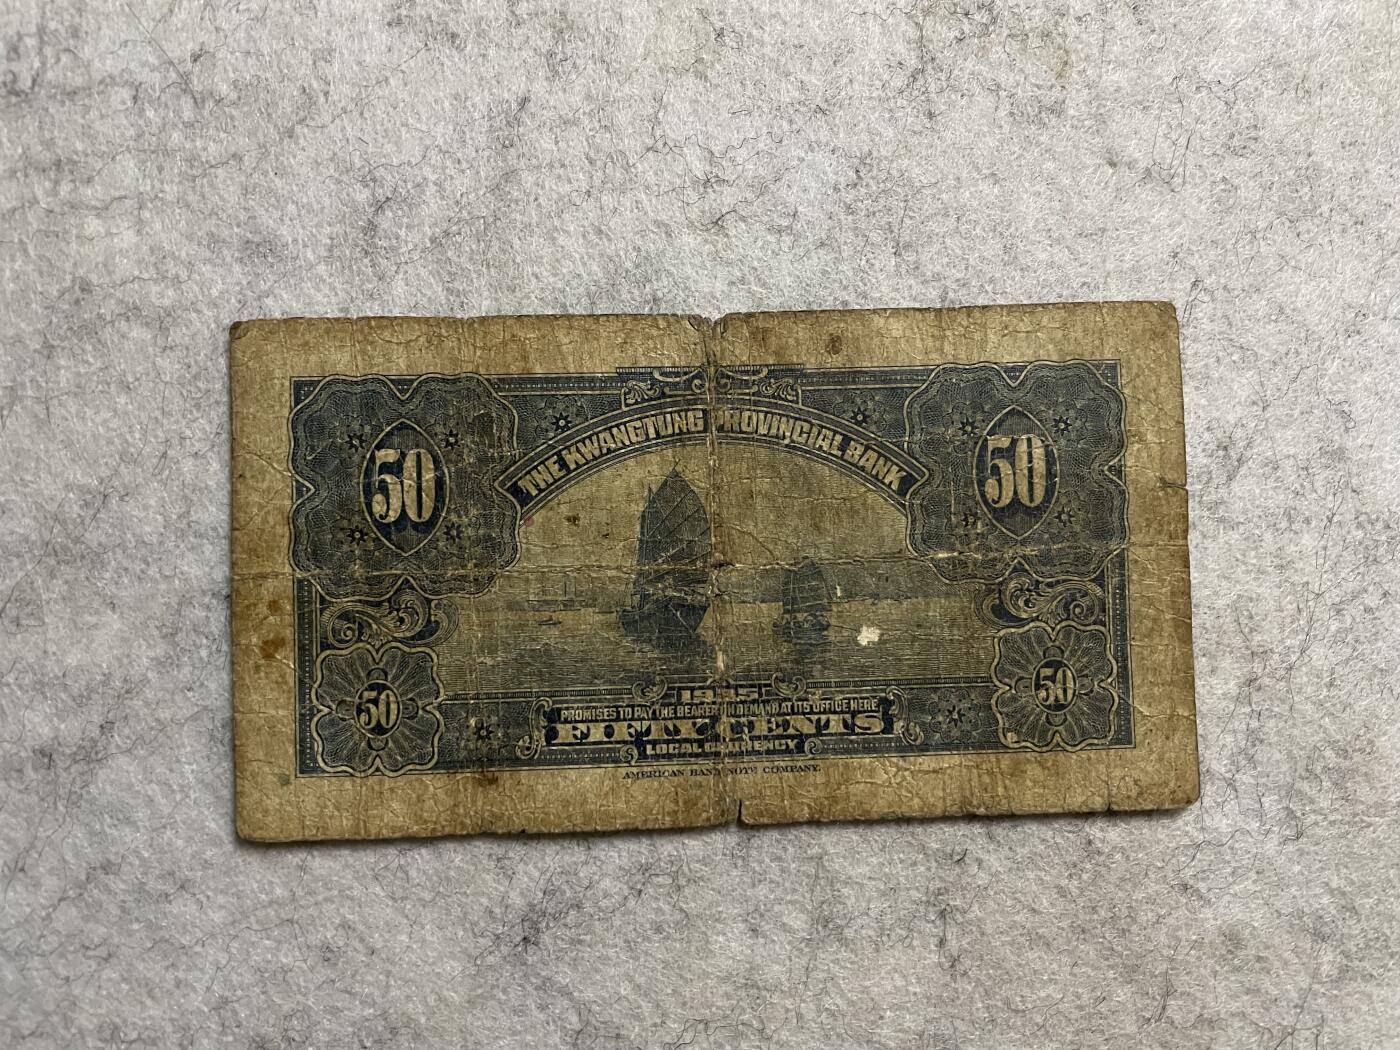 THE KWANGTUNG PROVINCIAL BANK
50
50
50
50
1935
PROMISES TO PAY THE BEARER ON DEMAND AT ITS OFFICE HERE
FIFTY CENTS
LOCAL CURRENCY
AMERICAN BANK NOTE COMPANY.